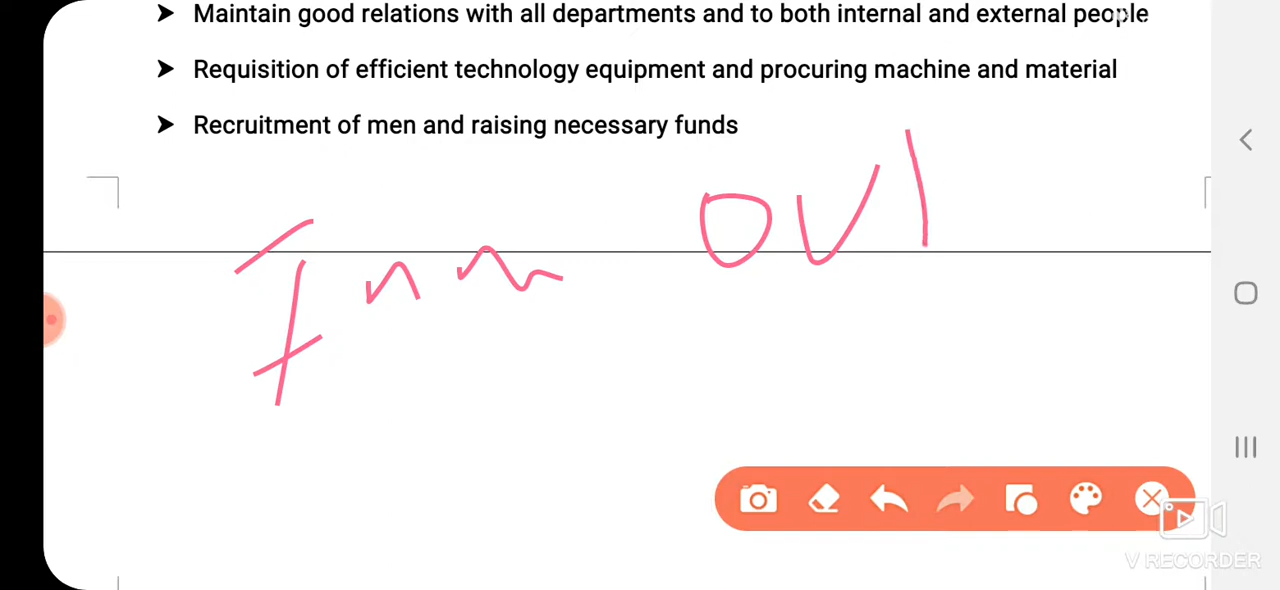 ➤ Maintain good relations with all departments and to both internal and external people
➤ Requisition of efficient technology equipment and procuring machine and material
➤ Recruitment of men and raising necessary funds
V RECORDER